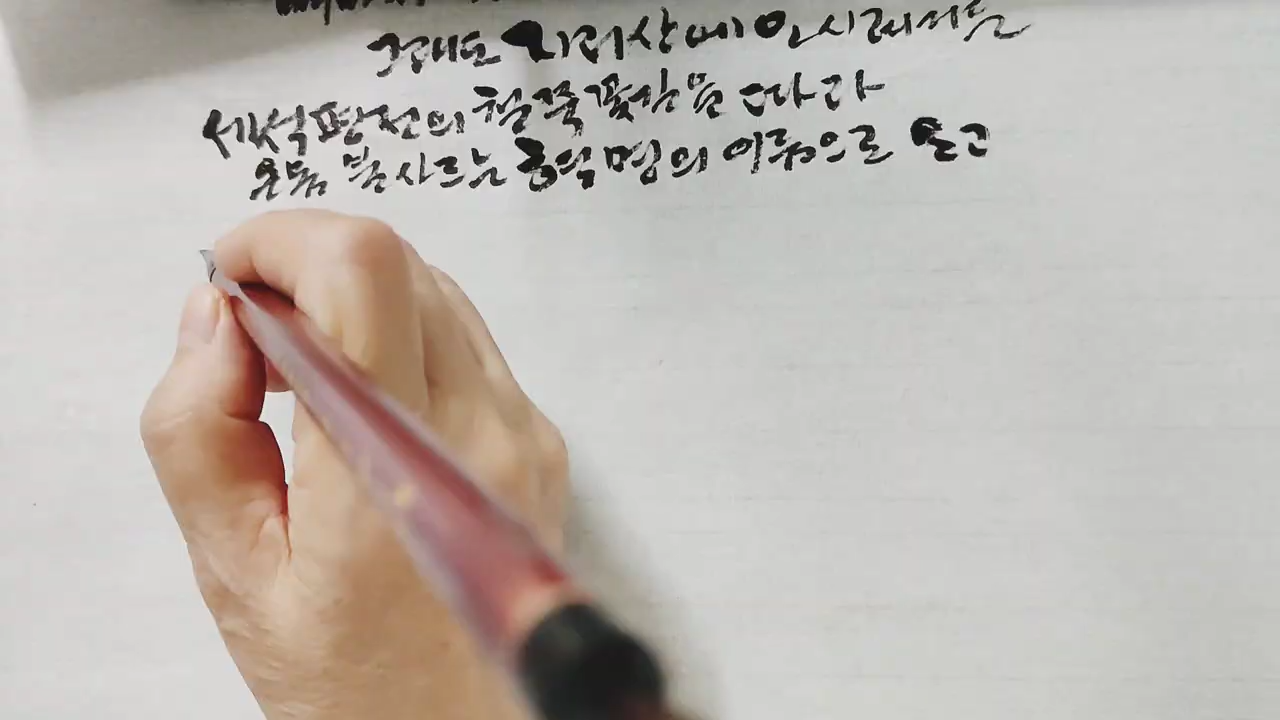 그래도 지리산에 오시려거든
세석평전의 철쭉꽃길을 따라
온몸 불사르는 혁명의 이름으로 오고